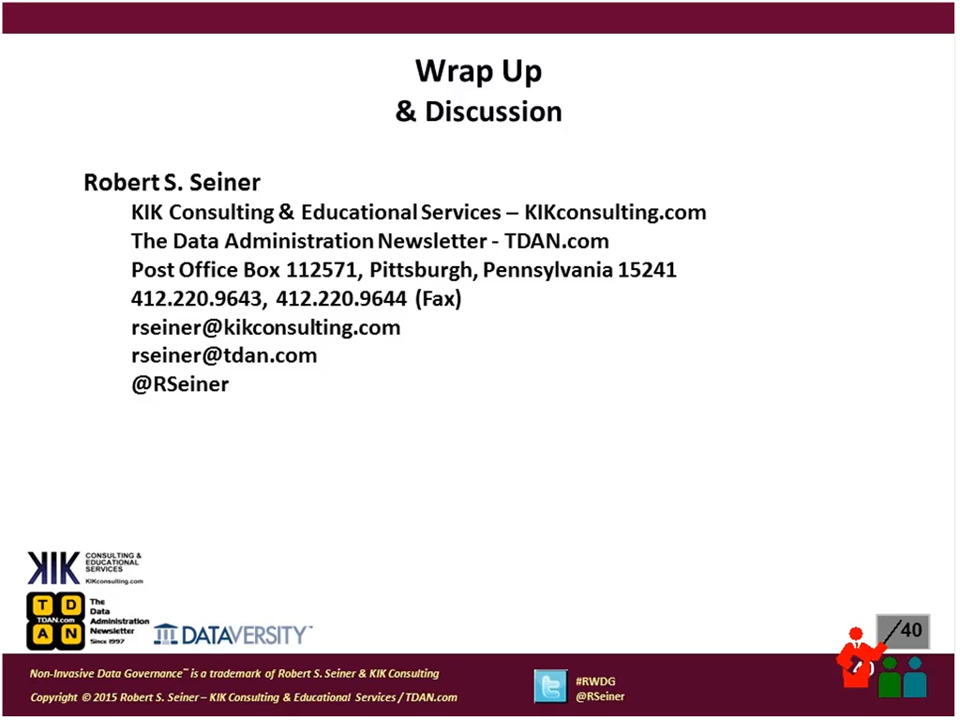 Wrap Up
& Discussion
Robert S. Seiner
KIK Consulting & Educational Services – KIKconsulting.com
The Data Administration Newsletter - TDAN.com
Post Office Box 112571, Pittsburgh, Pennsylvania 15241
412.220.9643, 412.220.9644 (Fax)
rseiner@kikconsulting.com
rseiner@tdan.com
@RSeiner
KIK CONSULTING &
EDUCATIONAL
SERVICES
KIKconsulting.com
T D
TDAN.com
A N
The
Data
Administration
Newsletter
Since 1997
DATAVERSITY™
/40
40
Non-Invasive Data Governance™ is a trademark of Robert S. Seiner & KIK Consulting
Copyright © 2015 Robert S. Seiner – KIK Consulting & Educational Services / TDAN.com
#RWDG
@RSeiner